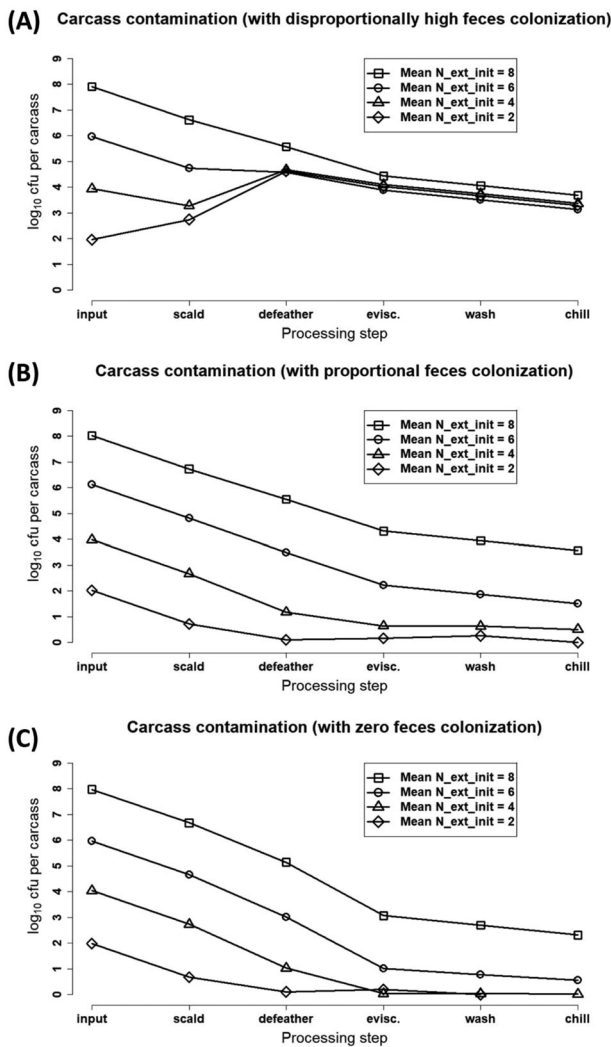 (A)
Carcass contamination (with disproportionally high feces colonization)
log10 cfu per carcass
9
8
7
6
5
4
3
2
1
0
Mean N_ext_init = 8
Mean N_ext_init = 6
Mean N_ext_init = 4
Mean N_ext_init = 2
input scald defeather evisc. wash chill
Processing step
(B)
Carcass contamination (with proportional feces colonization)
log10 cfu per carcass
9
8
7
6
5
4
3
2
1
0
Mean N_ext_init = 8
Mean N_ext_init = 6
Mean N_ext_init = 4
Mean N_ext_init = 2
input scald defeather evisc. wash chill
Processing step
(C)
Carcass contamination (with zero feces colonization)
log10 cfu per carcass
9
8
7
6
5
4
3
2
1
0
Mean N_ext_init = 8
Mean N_ext_init = 6
Mean N_ext_init = 4
Mean N_ext_init = 2
input scald defeather evisc. wash chill
Processing step